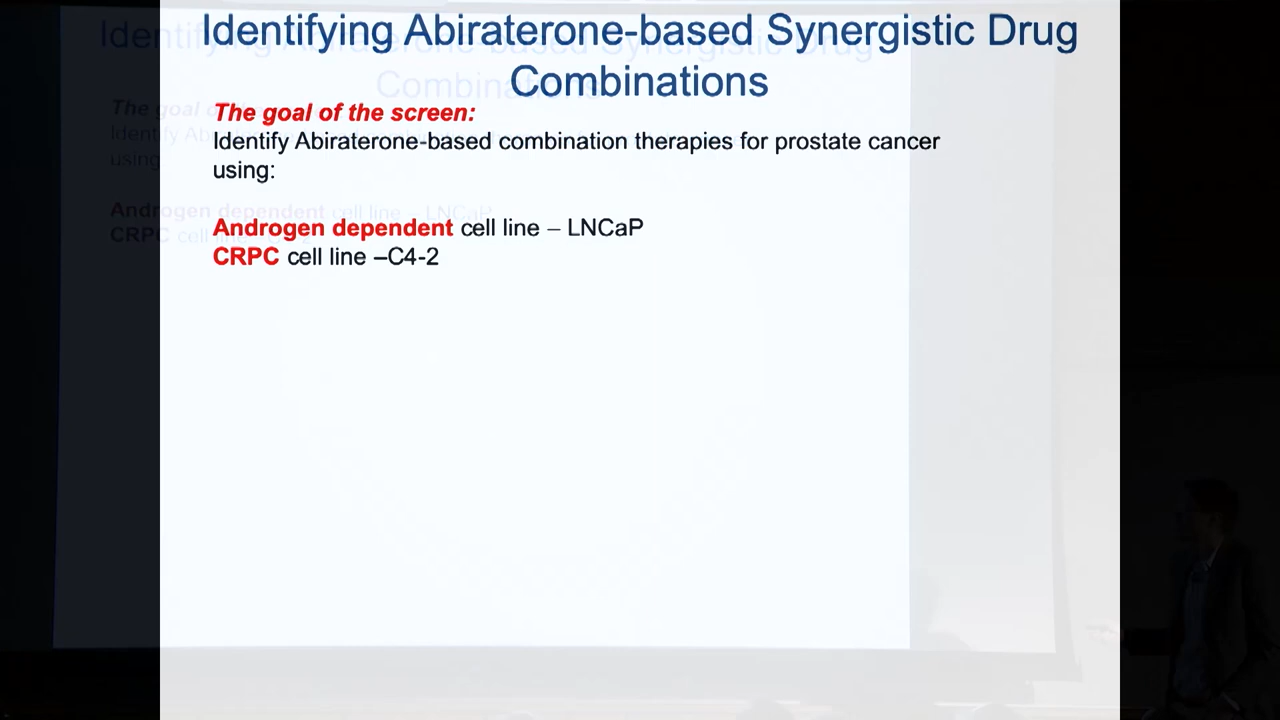 Identifying Abiraterone-based Synergistic Drug
Combinations
The goal of the screen:
Identify Abiraterone-based combination therapies for prostate cancer
using:
Androgen dependent cell line – LNCaP
CRPC cell line –C4-2